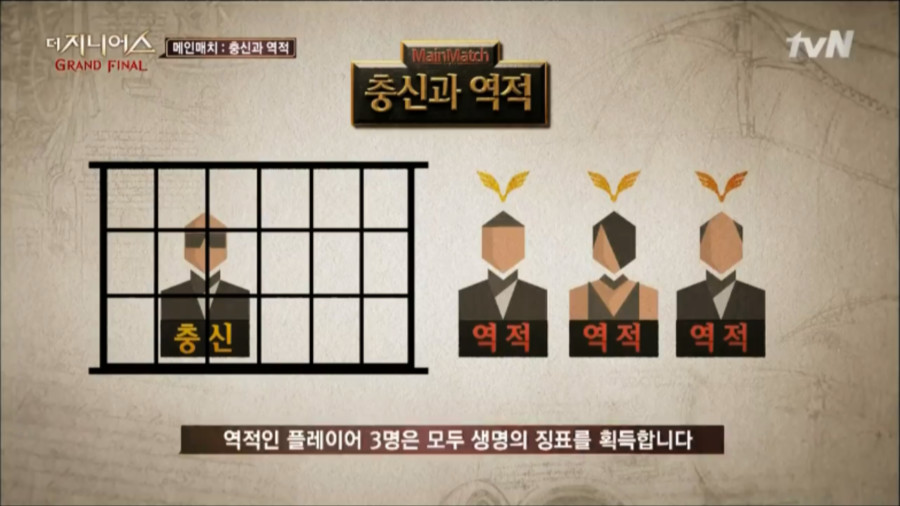 더 지니어스
GRAND FINAL
메인매치 : 충신과 역적
tvN
MainMatch
충신과 역적
충신
역적
역적
역적
역적인 플레이어 3명은 모두 생명의 징표를 획득합니다